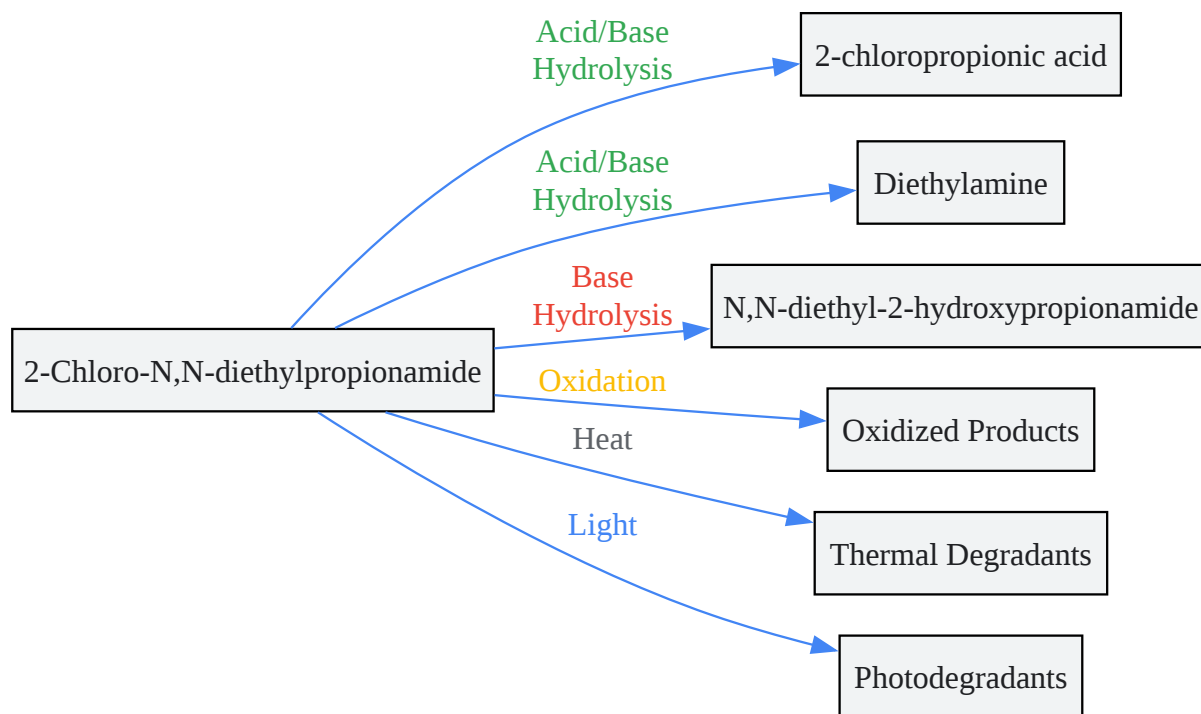 Acid/Base
Hydrolysis
2-chloropropionic acid
Acid/Base
Hydrolysis
Diethylamine
Base
Hydrolysis
N,N-diethyl-2-hydroxypropionamide
2-Chloro-N,N-diethylpropionamide
Oxidation
Oxidized Products
Heat
Thermal Degradants
Light
Photodegradants